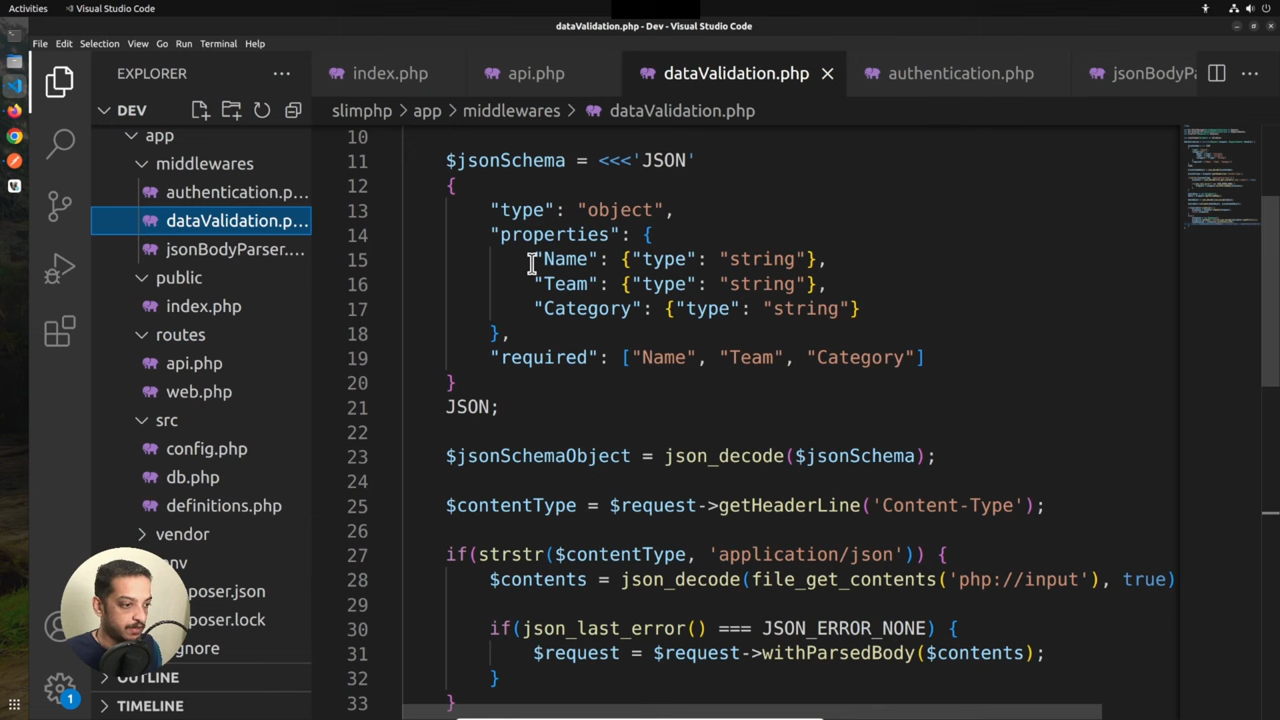 Activities
Visual Studio Code
dataValidation.php - Dev - Visual Studio Code
File Edit Selection View Go Run Terminal Help
EXPLORER
index.php
api.php
dataValidation.php
authentication.php
jsonBodyPa
DEV
slimphp > app > middlewares > dataValidation.php
app
middlewares
authentication.p...
dataValidation.p...
jsonBodyParser....
public
index.php
routes
api.php
web.php
src
config.php
db.php
definitions.php
vendor
nv
poser.json
poser.lock
gnore
OUTLINE
TIMELINE
1
10
11 $jsonSchema = <<<'JSON'
12 {
13 "type": "object",
14 "properties": {
15 "Name": {"type": "string"},
16 "Team": {"type": "string"},
17 "Category": {"type": "string"}
18 },
19 "required": ["Name", "Team", "Category"]
20 }
21 JSON;
22
23 $jsonSchemaObject = json_decode($jsonSchema);
24
25 $contentType = $request->getHeaderLine('Content-Type');
26
27 if(strstr($contentType, 'application/json')) {
28 $contents = json_decode(file_get_contents('php://input'), true)
29
30 if(json_last_error() === JSON_ERROR_NONE) {
31 $request = $request->withParsedBody($contents);
32 }
33 }